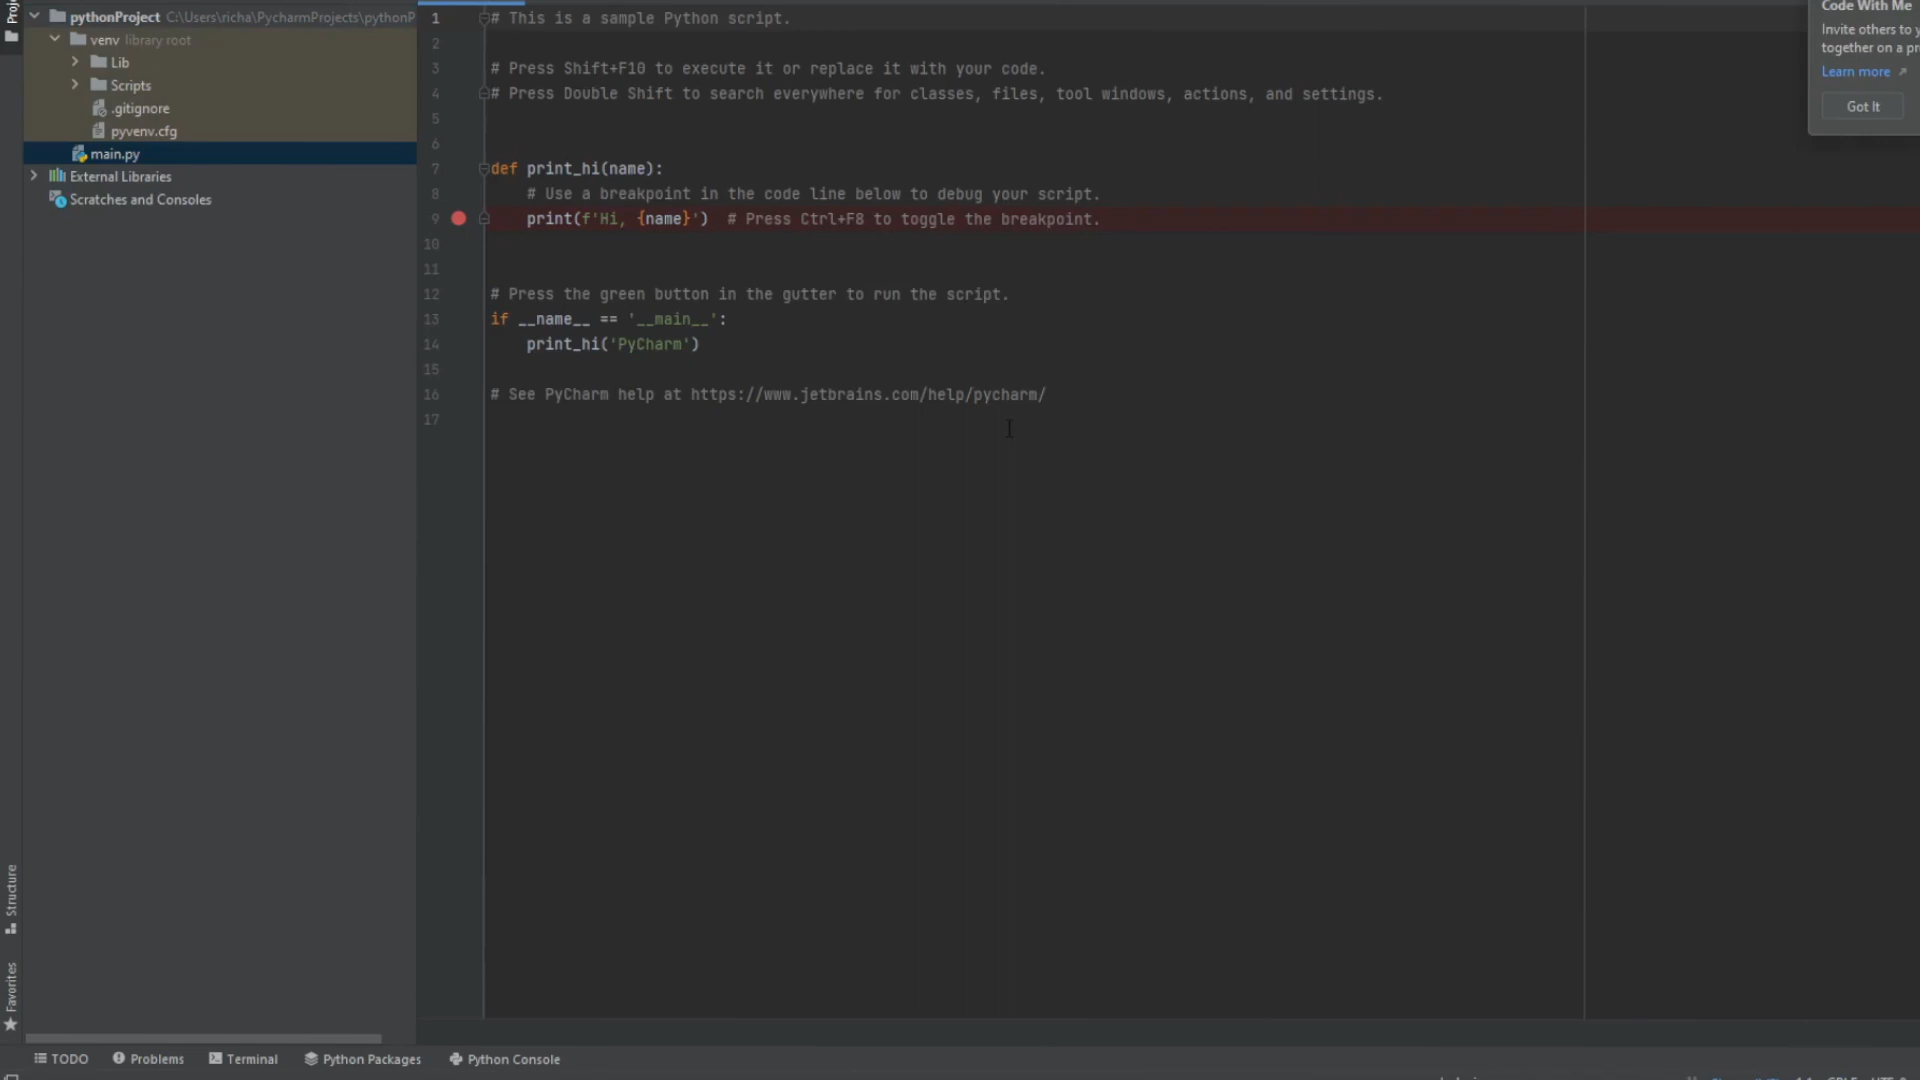 Project
pythonProject C:\Users\richa\PycharmProjects\pythonP
venv library root
Lib
Scripts
.gitignore
pyvenv.cfg
main.py
External Libraries
Scratches and Consoles
Structure
Favorites
1 # This is a sample Python script.
2
3 # Press Shift+F10 to execute it or replace it with your code.
4 # Press Double Shift to search everywhere for classes, files, tool windows, actions, and settings.
5
6
7 def print_hi(name):
8 # Use a breakpoint in the code line below to debug your script.
9 print(f'Hi, {name}') # Press Ctrl+F8 to toggle the breakpoint.
10
11
12 # Press the green button in the gutter to run the script.
13 if __name__ == '__main__':
14 print_hi('PyCharm')
15
16 # See PyCharm help at https://www.jetbrains.com/help/pycharm/
17
Code With Me
Invite others to y
together on a pr
Learn more
Got It
TODO Problems Terminal Python Packages Python Console